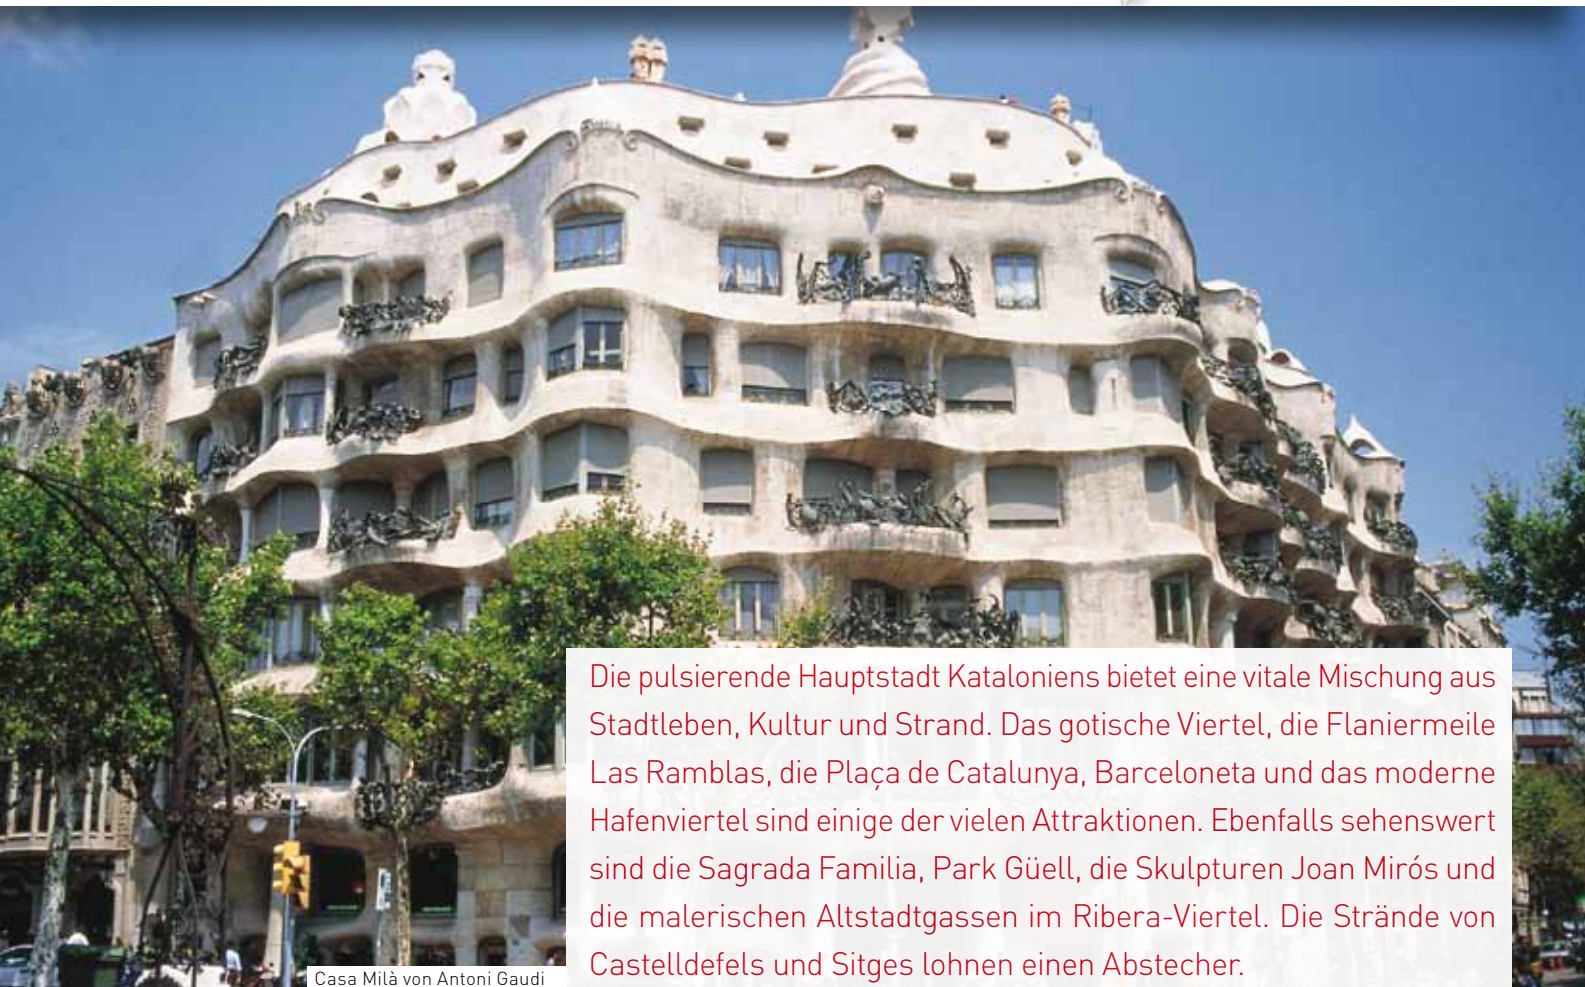 Die pulsierende Hauptstadt Kataloniens bietet eine vitale Mischung aus
Stadtleben, Kultur und Strand. Das gotische Viertel, die Flaniermeile
Las Ramblas, die Plaça de Catalunya, Barceloneta und das moderne
Hafenviertel sind einige der vielen Attraktionen. Ebenfalls sehenswert
sind die Sagrada Familia, Park Güell, die Skulpturen Joan Mirós und
die malerischen Altstadtgassen im Ribera-Viertel. Die Strände von
Castelldefels und Sitges lohnen einen Abstecher.
Casa Milà von Antoni Gaudi